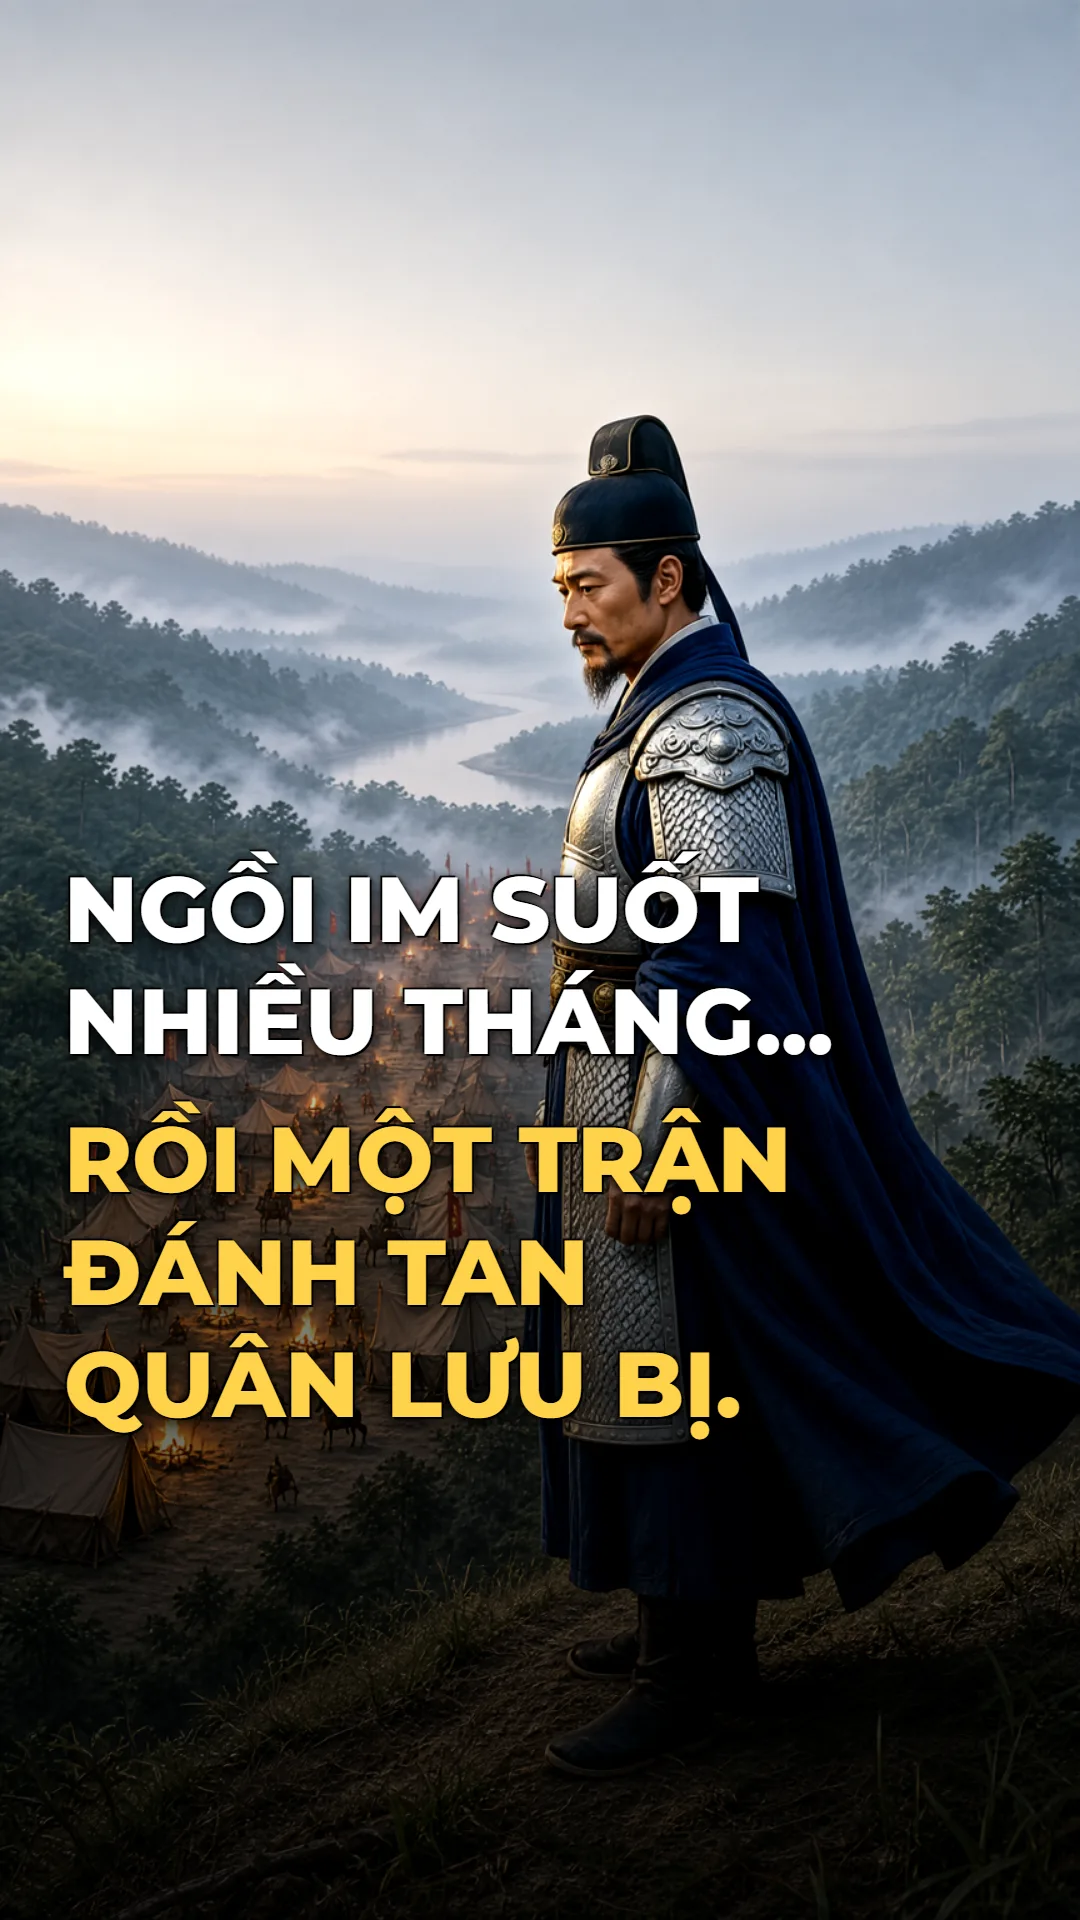 NGỒI IM SUỐT
NHIỀU THÁNG...
RỒI MỘT TRẬN
ĐÁNH TAN
QUÂN LƯU BỊ.